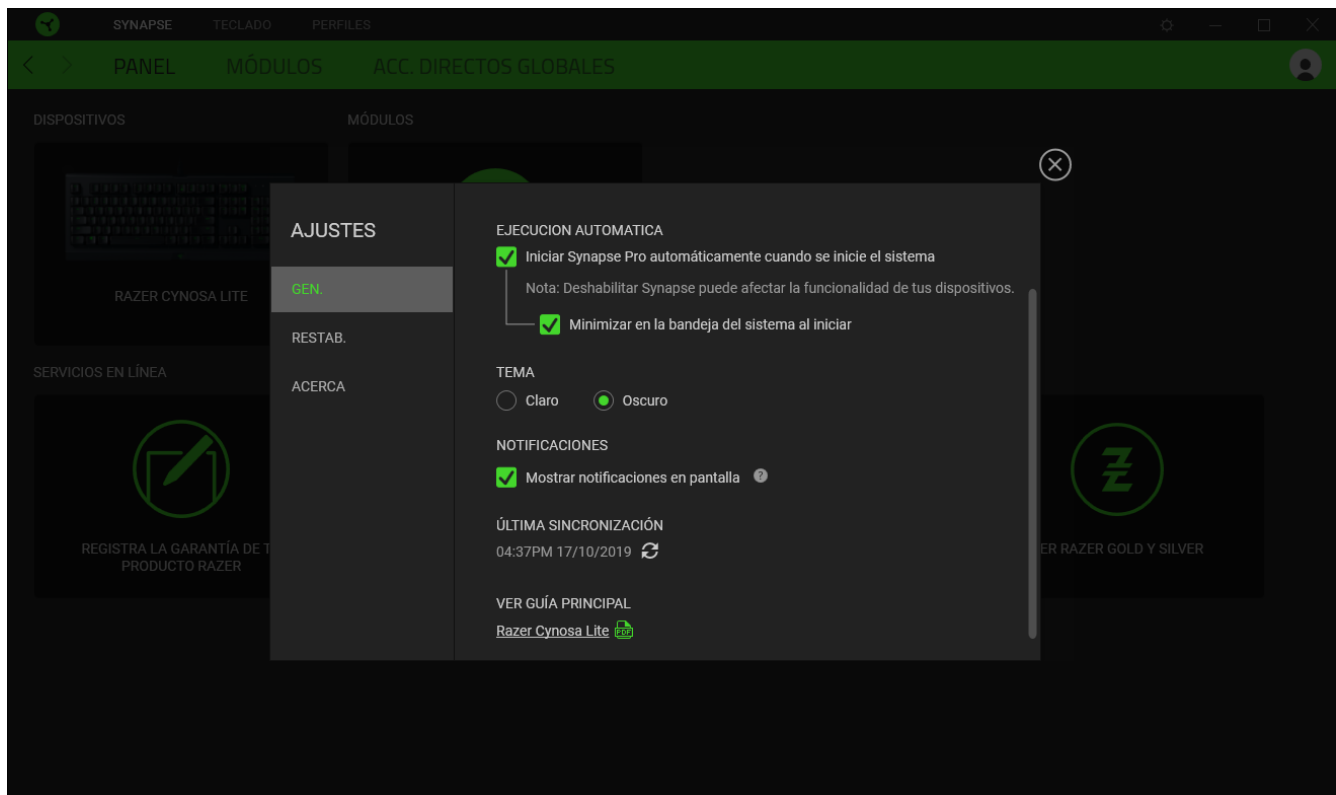 SYNAPSE TECLADO PERFILES
PANEL MÓDULOS ACC. DIRECTOS GLOBALES
DISPOSITIVOS MÓDULOS
RAZER CYNOSA LITE
SERVICIOS EN LÍNEA
REGISTRA LA GARANTÍA DE
PRODUCTO RAZER
RAZER GOLD Y SILVER
AJUSTES
GEN.
RESTAB.
ACERCA
EJECUCION AUTOMATICA
Iniciar Synapse Pro automáticamente cuando se inicie el sistema
Nota: Deshabilitar Synapse puede afectar la funcionalidad de tus dispositivos.
Minimizar en la bandeja del sistema al iniciar
TEMA
Claro Oscuro
NOTIFICACIONES
Mostrar notificaciones en pantalla ?
ÚLTIMA SINCRONIZACIÓN
04:37PM 17/10/2019
VER GUÍA PRINCIPAL
Razer Cynosa Lite PDF